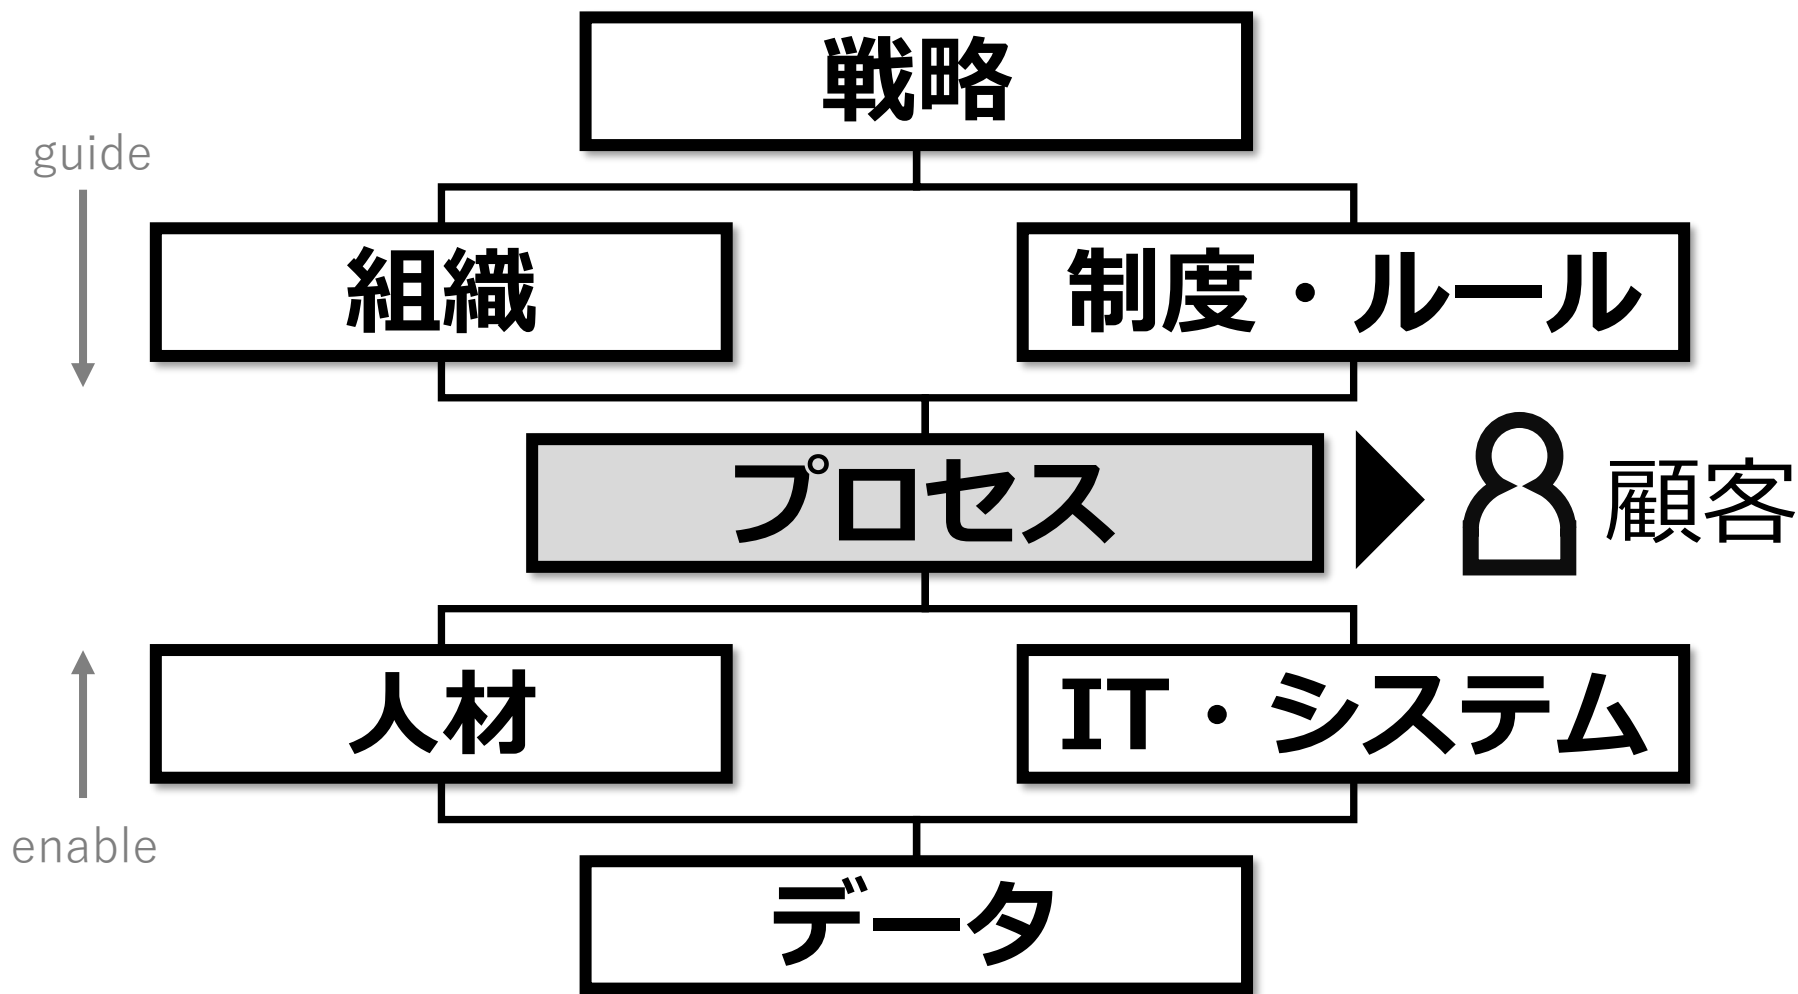 戦略
guide
組織
制度・ルール
プロセス
顧客
人材
IT・システム
enable
データ